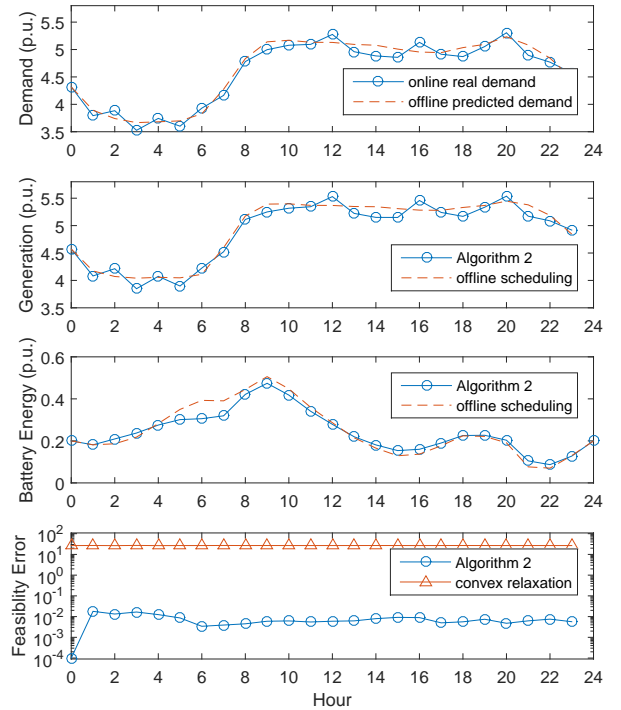 5.5
5
4.5
4
3.5
Demand (p.u.)
online real demand
offline predicted demand
0 2 4 6 8 10 12 14 16 18 20 22 24
5.5
5
4.5
4
3.5
Generation (p.u.)
Algorithm 2
offline scheduling
0 2 4 6 8 10 12 14 16 18 20 22 24
0.6
0.4
0.2
0
Battery Energy (p.u.)
Algorithm 2
offline scheduling
0 2 4 6 8 10 12 14 16 18 20 22 24
10^2
10^1
10^0
10^-1
10^-2
10^-3
10^-4
Feasiblity Error
Algorithm 2
convex relaxation
0 2 4 6 8 10 12 14 16 18 20 22 24
Hour